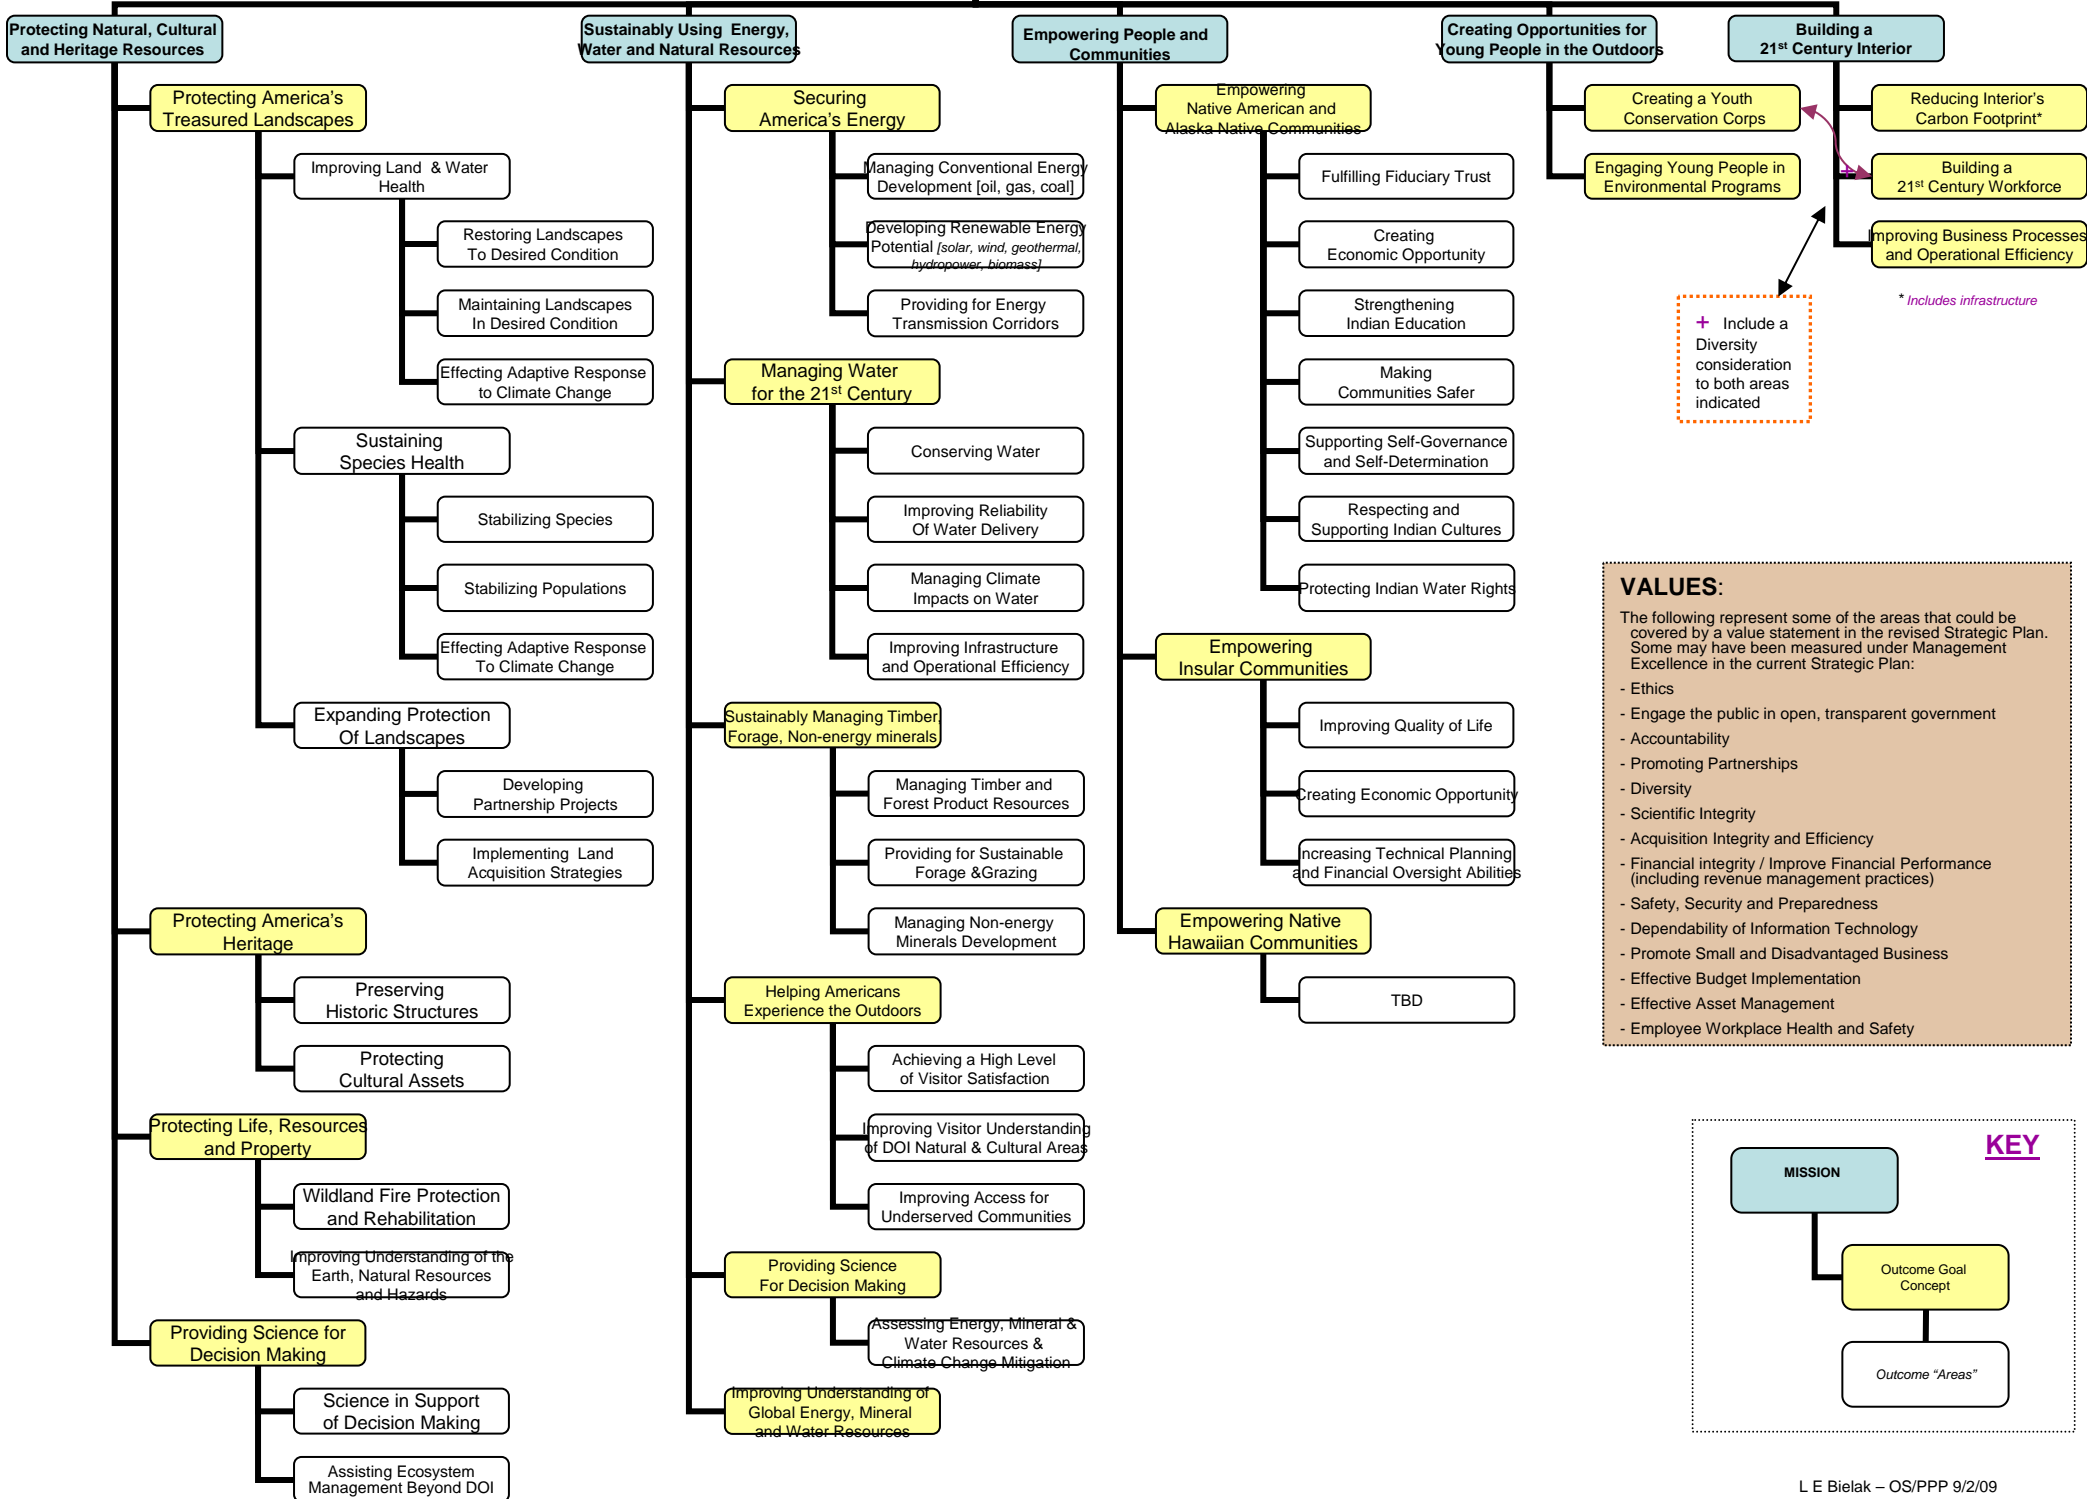 Protecting Natural, Cultural
and Heritage Resources
Protecting America's
Treasured Landscapes
Improving Land & Water
Health
Restoring Landscapes
To Desired Condition
Maintaining Landscapes
In Desired Condition
Effecting Adaptive Response
to Climate Change
Sustaining
Species Health
Stabilizing Species
Stabilizing Populations
Effecting Adaptive Response
To Climate Change
Expanding Protection
Of Landscapes
Developing
Partnership Projects
Implementing Land
Acquisition Strategies
Protecting America's
Heritage
Preserving
Historic Structures
Protecting
Cultural Assets
Protecting Life, Resources
and Property
Wildland Fire Protection
and Rehabilitation
Improving Understanding of the
Earth, Natural Resources
and Hazards
Providing Science for
Decision Making
Science in Support
of Decision Making
Assisting Ecosystem
Management Beyond DOI
Sustainably Using Energy,
Water and Natural Resources
Securing
America's Energy
Managing Conventional Energy
Development [oil, gas, coal]
Developing Renewable Energy
Potential [solar, wind, geothermal,
hydropower, biomass]
Providing for Energy
Transmission Corridors
Managing Water
for the 21st Century
Conserving Water
Improving Reliability
Of Water Delivery
Managing Climate
Impacts on Water
Improving Infrastructure
and Operational Efficiency
Sustainably Managing Timber,
Forage, Non-energy minerals
Managing Timber and
Forest Product Resources
Providing for Sustainable
Forage &Grazing
Managing Non-energy
Minerals Development
Helping Americans
Experience the Outdoors
Achieving a High Level
of Visitor Satisfaction
Improving Visitor Understanding
of DOI Natural & Cultural Areas
Improving Access for
Underserved Communities
Providing Science
For Decision Making
Assessing Energy, Mineral &
Water Resources &
Climate Change Mitigation
Improving Understanding of
Global Energy, Mineral
and Water Resources
Empowering People and
Communities
Empowering
Native American and
Alaska Native Communities
Fulfilling Fiduciary Trust
Creating
Economic Opportunity
Strengthening
Indian Education
Making
Communities Safer
Supporting Self-Governance
and Self-Determination
Respecting and
Supporting Indian Cultures
Protecting Indian Water Rights
Empowering
Insular Communities
Improving Quality of Life
Creating Economic Opportunity
Increasing Technical Planning
and Financial Oversight Abilities
Empowering Native
Hawaiian Communities
TBD
Creating Opportunities for
Young People in the Outdoors
Creating a Youth
Conservation Corps
Engaging Young People in
Environmental Programs
Building a
21st Century Interior
Reducing Interior's
Carbon Footprint*
+
Building a
21st Century Workforce
Improving Business Processes
and Operational Efficiency
* Includes infrastructure
+ Include a
Diversity
consideration
to both areas
indicated
VALUES:
The following represent some of the areas that could be
covered by a value statement in the revised Strategic Plan.
Some may have been measured under Management
Excellence in the current Strategic Plan:
- Ethics
- Engage the public in open, transparent government
- Accountability
- Promoting Partnerships
- Diversity
- Scientific Integrity
- Acquisition Integrity and Efficiency
- Financial integrity / Improve Financial Performance
(including revenue management practices)
- Safety, Security and Preparedness
- Dependability of Information Technology
- Promote Small and Disadvantaged Business
- Effective Budget Implementation
- Effective Asset Management
- Employee Workplace Health and Safety
KEY
MISSION
Outcome Goal
Concept
Outcome “Areas”
L E Bielak – OS/PPP 9/2/09